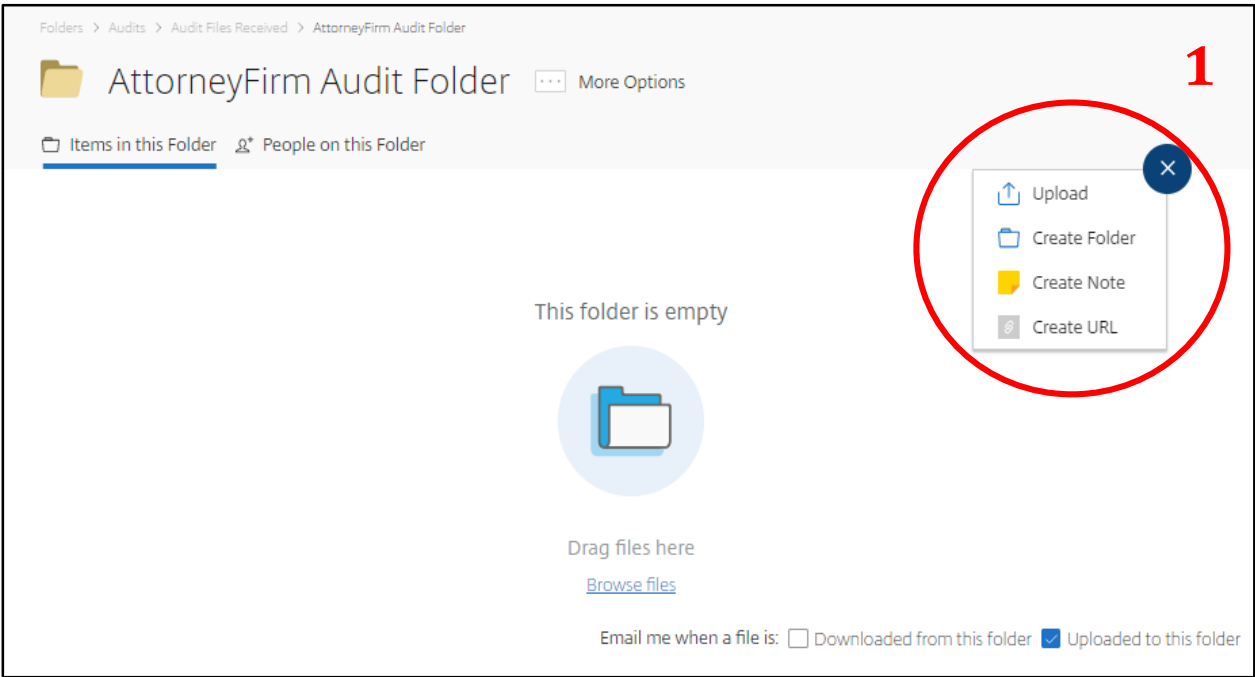 Folders > Audits > Audit Files Received > AttorneyFirm Audit Folder
1
AttorneyFirm Audit Folder ··· More Options
Items in this Folder People on this Folder
Upload
Create Folder
Create Note
Create URL
This folder is empty
Drag files here
Browse files
Email me when a file is: Downloaded from this folder Uploaded to this folder